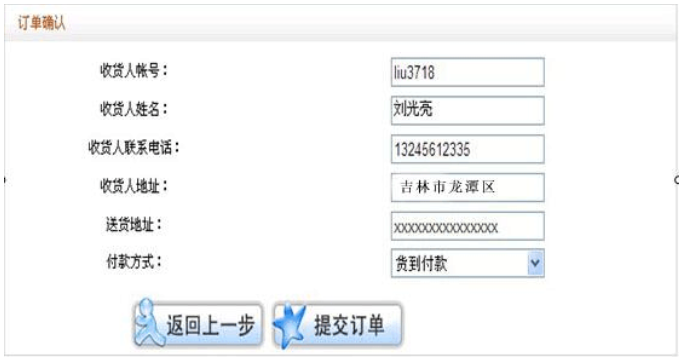 订单确认
收货人帐号： liu3718
收货人姓名： 刘光亮
收货人联系电话： 13245612335
收货人地址： 吉林市龙潭区
送货地址： xxxxxxxxxxxxxxx
付款方式： 货到付款
返回上一步 提交订单